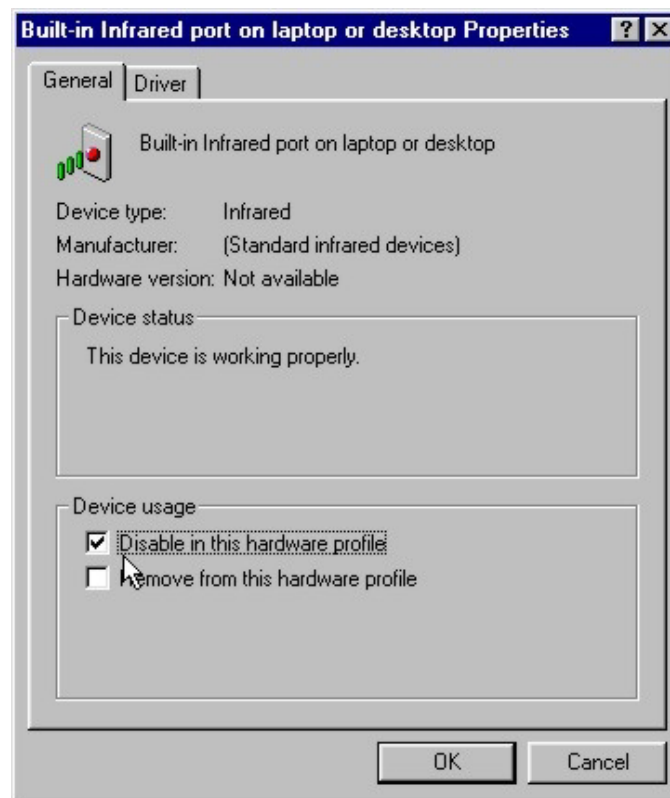 Built-in Infrared port on laptop or desktop Properties
General Driver
Built-in Infrared port on laptop or desktop
Device type: Infrared
Manufacturer: (Standard infrared devices)
Hardware version: Not available
Device status
This device is working properly.
Device usage
Disable in this hardware profile
Remove from this hardware profile
OK Cancel